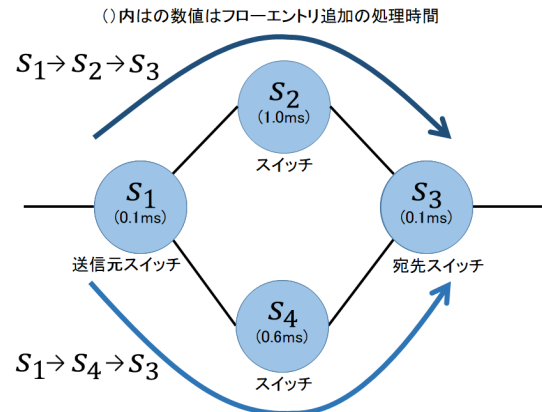 ()内はの数値はフローエントリ追加の処理時間
S₁→S₂→S₃
S₂
(1.0ms)
スイッチ
S₁
(0.1ms)
送信元スイッチ
S₃
(0.1ms)
宛先スイッチ
S₄
(0.6ms)
スイッチ
S₁→S₄→S₃